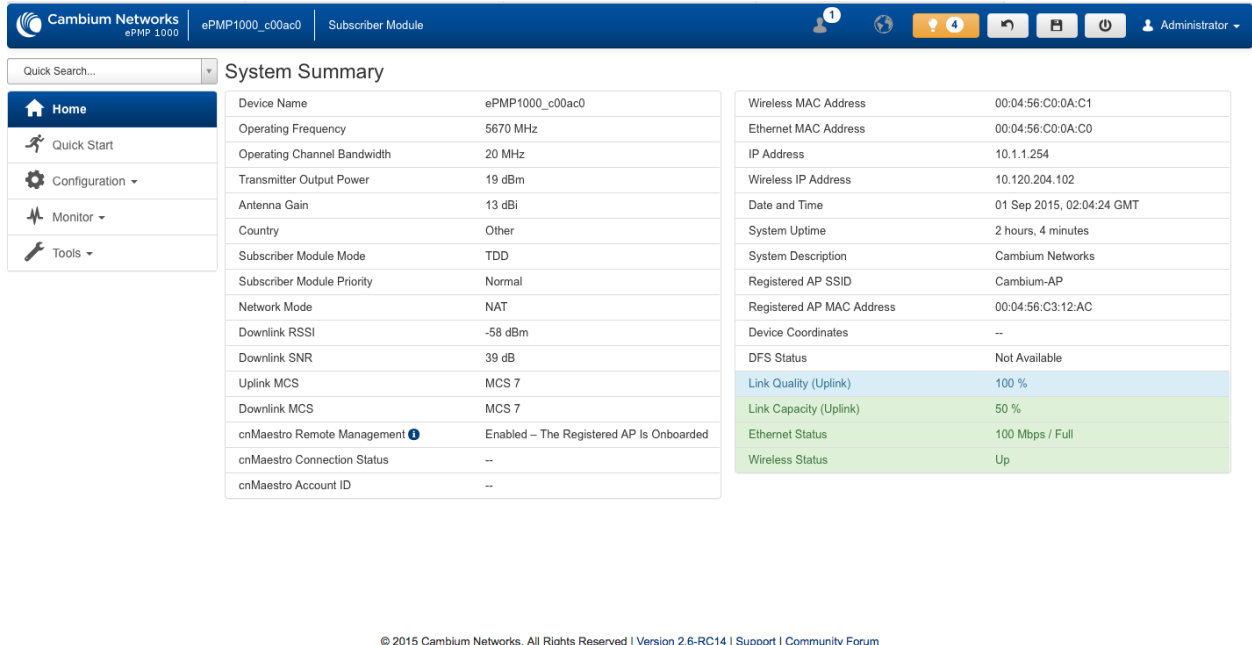 Cambium Networks
ePMP 1000
ePMP1000_c00ac0
Subscriber Module
1
4
Administrator
Quick Search...
Home
Quick Start
Configuration
Monitor
Tools
System Summary
Device Name ePMP1000_c00ac0
Operating Frequency 5670 MHz
Operating Channel Bandwidth 20 MHz
Transmitter Output Power 19 dBm
Antenna Gain 13 dBi
Country Other
Subscriber Module Mode TDD
Subscriber Module Priority Normal
Network Mode NAT
Downlink RSSI -58 dBm
Downlink SNR 39 dB
Uplink MCS MCS 7
Downlink MCS MCS 7
cnMaestro Remote Management Enabled – The Registered AP Is Onboarded
cnMaestro Connection Status --
cnMaestro Account ID --
Wireless MAC Address 00:04:56:C0:0A:C1
Ethernet MAC Address 00:04:56:C0:0A:C0
IP Address 10.1.1.254
Wireless IP Address 10.120.204.102
Date and Time 01 Sep 2015, 02:04:24 GMT
System Uptime 2 hours, 4 minutes
System Description Cambium Networks
Registered AP SSID Cambium-AP
Registered AP MAC Address 00:04:56:C3:12:AC
Device Coordinates --
DFS Status Not Available
Link Quality (Uplink) 100 %
Link Capacity (Uplink) 50 %
Ethernet Status 100 Mbps / Full
Wireless Status Up
© 2015 Cambium Networks. All Rights Reserved | Version 2.6-RC14 | Support | Community Forum